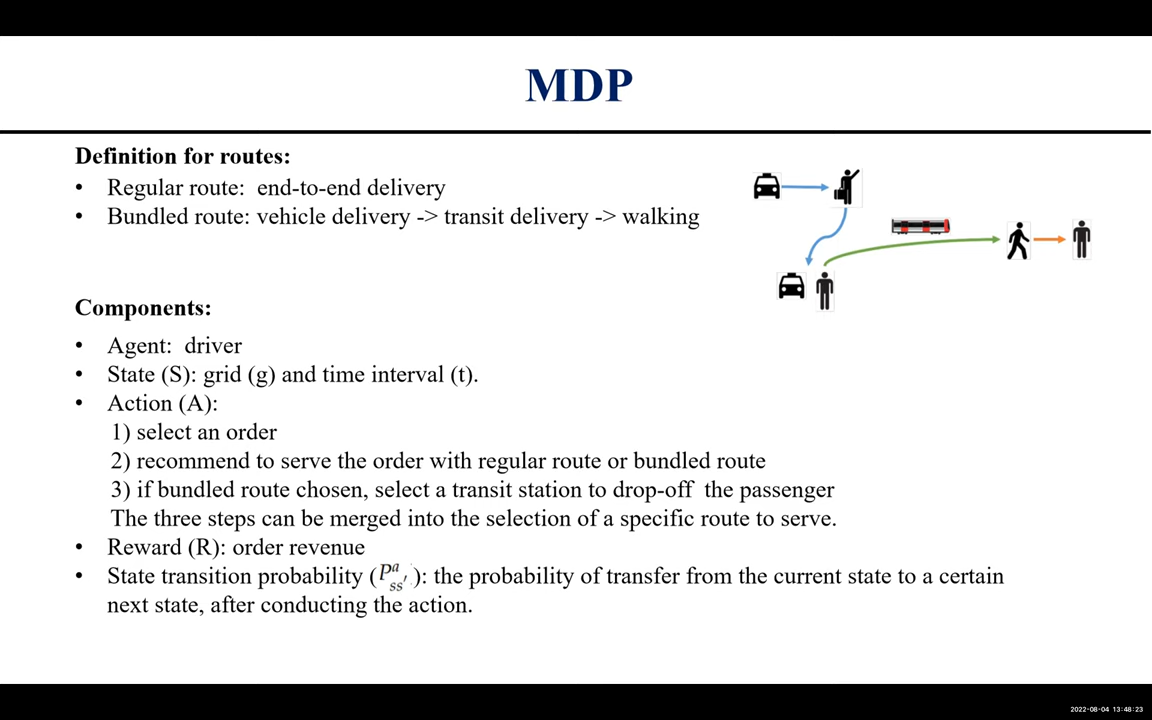 MDP
Definition for routes:
• Regular route: end-to-end delivery
• Bundled route: vehicle delivery -> transit delivery -> walking
Components:
• Agent: driver
• State (S): grid (g) and time interval (t).
• Action (A):
1) select an order
2) recommend to serve the order with regular route or bundled route
3) if bundled route chosen, select a transit station to drop-off the passenger
The three steps can be merged into the selection of a specific route to serve.
• Reward (R): order revenue
• State transition probability (P^a_ss'): the probability of transfer from the current state to a certain
next state, after conducting the action.
2022-08-04 13:48:23